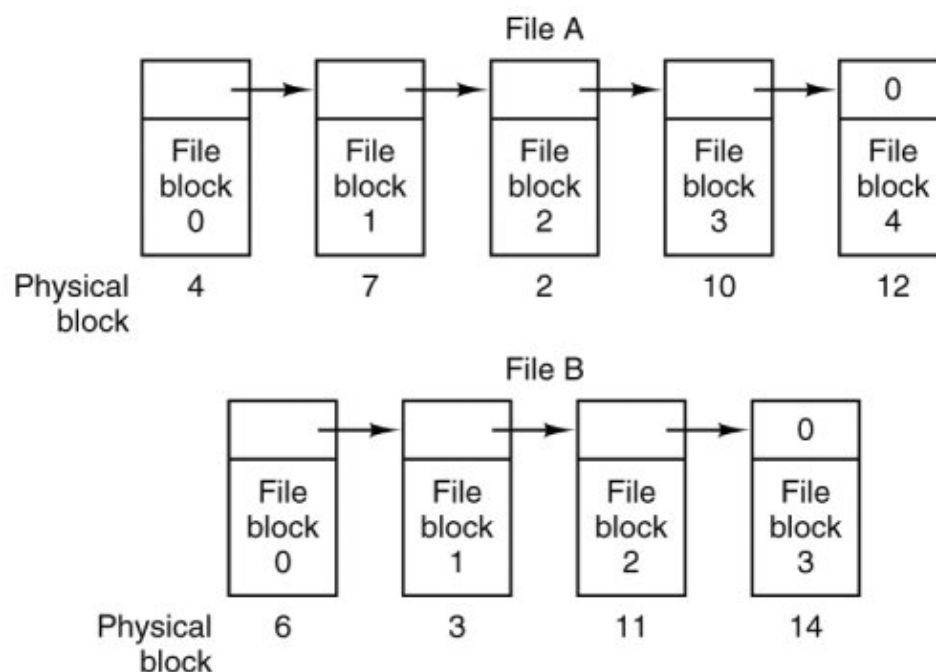 File A
0
File block 0
File block 1
File block 2
File block 3
File block 4
Physical block
4
7
2
10
12
File B
0
File block 0
File block 1
File block 2
File block 3
Physical block
6
3
11
14